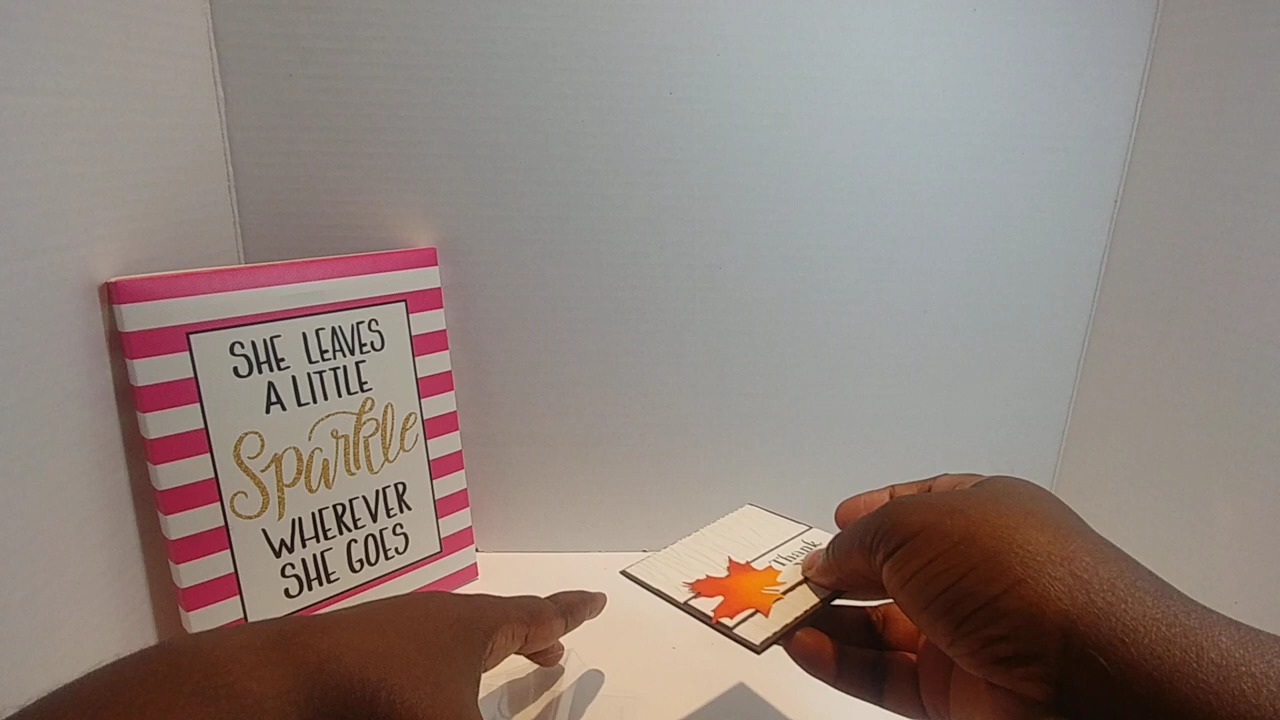 SHE LEAVES
A LITTLE
Sparkle
WHEREVER
SHE GOES
Thank